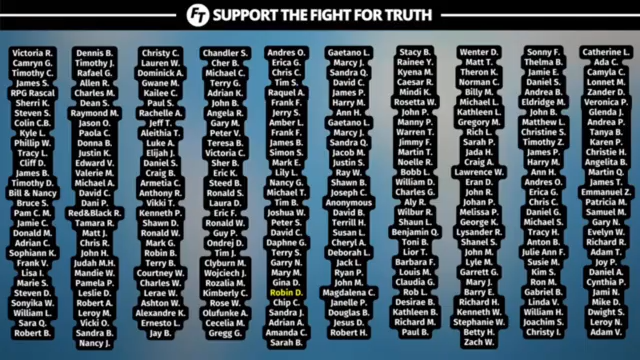 FT SUPPORT THE FIGHT FOR TRUTH
Victoria R.
Camryn G.
Timothy C.
James S.
RPG Rascal
Sherri K.
Steven S.
Colin C.B.
Kyle L.
Phillip W.
Tracy L.
Cliff D.
James B.
Timothy D.
Bill & Nancy
Bruce S.
Pam C. M.
Jamie C.
Donald M.
Adrian C.
Sophiann K.
Frank V.
Lisa I.
Marie S.
Steven D.
Sonyika W.
William L.
Sara Q.
Robert B.
Dennis B.
Timothy J.
Rafael G.
Allen R.
Charles M.
Dean S.
Raymond M.
Jason O.
Paola C.
Donna B.
Justin K.
Edward V.
Valerie M.
Michael A.
David C.
Dani P.
Red&Black R.
Tamara R.
Matt J.
Chris R.
John H.
Judah M.H.
Mandie W.
Pamela P.
Leslie D.
Robert A.
Leroy M.
Vicki O.
Sandra B.
Nancy J.
Christy C.
Lauren W.
Dominick A.
Gwane M.
Kailee C.
Paul S.
Rachelle A.
Jeff T.
Aleithia T.
Luke A.
Elijah J.
Daniel S.
Craig B.
Armetia C.
Anthony R.
Vikki T.
Kenneth P.
Shawn D.
Ronald W.
Mark G.
Robin B.
Terry B.
Courtney W.
Charles W.
Lerae W.
Ashton W.
Alexandre K.
Ernesto L.
Jay B.
Chandler S.
Cher B.
Michael C.
Terry G.
Adrian K.
John B.
Angela R.
Gary M.
Peter V.
Teresa B.
Victoria C.
Sher B.
Eric K.
Steed B.
Ronald S.
Laura D.
Eric F.
Ronald W.
Guy P.
Ondrej D.
Tim J.
Clyburn M.
Wojciech J.
Rozalia M.
Kimberly C.
Rose W.
Olufunke A.
Cecelia M.
Gregg G.
Andres O.
Erica G.
Chris C.
Tim S.
Raquel A.
Frank F.
Jerry S.
Amber L.
Frank F.
James B.
Simon S.
Mark E.
Lily L.
Nancy G.
Michael T.
Tim B.
Joshua W.
Peter S.
David C.
Daphne G.
Terry S.
Garry N.
Mary M.
Gina D.
Robin D.
Chip C.
Sandra J.
Adri A.
Amanda C.
Sarah B.
Gaetano L.
Marcy J.
Sandra Q.
David C.
James P.
Harry M.
Ann H.
Gaetano L.
Marcy J.
Sandra Q.
Jacob M.
Justin S.
Ray W.
Shawn B.
Joseph C.
Anonymous
David B.
Terrill H.
Susan L.
Cheryl A.
Deborah L.
Jack L.
Ryan P.
John M.
Magdalena C.
Janelle P.
Douglas B.
Jesus D.
Robert H.
Stacy B.
Rainee Y.
Kyena M.
Caesar R.
Mindi K.
Rosetta W.
John P.
Manny P.
Warren T.
Jimmy F.
Martin T.
Noelle R.
Bobb L.
William D.
Charles G.
Aly R.
Wilbur R.
Shaun L.
Benjamin Q.
Toni B.
Lior T.
Barbara F.
Louis M.
Claudia G.
Rob L.
Desirae B.
Kathleen B.
Richard M.
Paul B.
Wenter D.
Matt T.
Theron K.
Norman C.
Billy M.
Michael L.
Kathleen L.
Gregory M.
Rich L.
Sarah P.
Jada H.
Craig A.
Lawrence W.
Eran D.
John R.
Johan P.
Melissa P.
George K.
Lysander R.
Shanel S.
John M.
Lyle M.
Garrett G.
Marj J.
Barry E.
Richard H.
Kenneth W.
Stephanie W.
Betty H.
Zach W.
Sonny F.
Thelma B.
Jamie E.
Daniel S.
Andrea B.
Eldridge M.
John B.
Matthew L.
Christine S.
Timothy Z.
James P.
Harry M.
Ann H.
Andres O.
Erica G.
Chris C.
Daniel G.
Michael S.
Tracy H.
Anton B.
Julie Ann F.
Susie M.
Kim S.
Ron M.
Gabriel B.
Linda V.
William H.
Joachim S.
Christy I.
Catherine L.
Ada C.
Camyla C.
Lonnet M.
Zander D.
Veronica P.
Glenda J.
Andrea P.
Tanya B.
Karen P.
Christie H.
Angelita B.
Martin Q.
James T.
Emmanuel Z.
Patricia M.
Samuel M.
Gary N.
Evelyn W.
Richard R.
Adam T.
Joy P.
Daniel A.
Cynthia P.
Jami N.
Mike D.
Dwight S.
Leroy N.
Adam V.